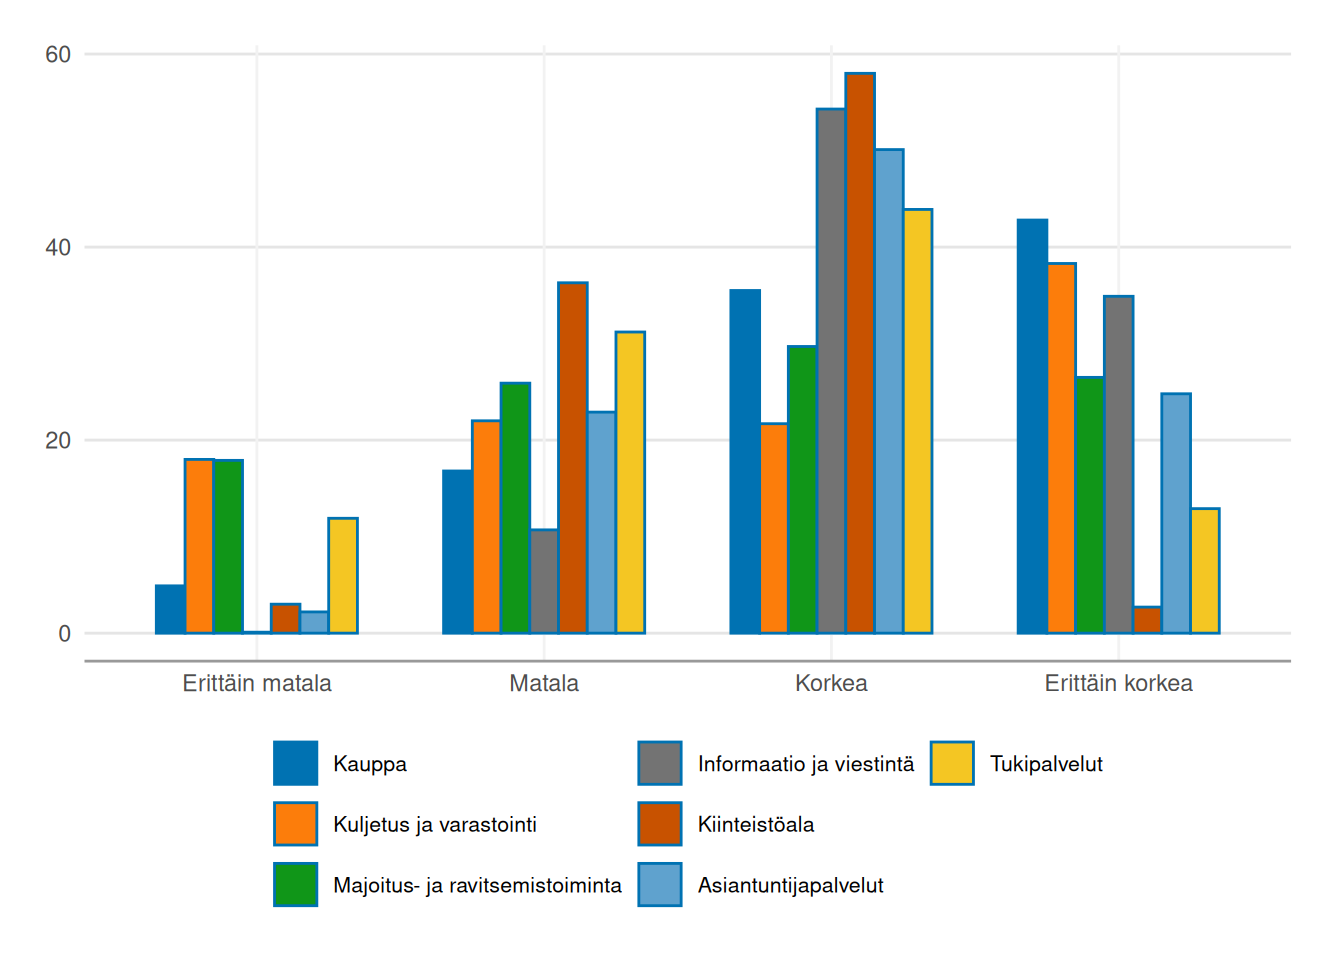 60
40
20
0
Erittäin matala
Matala
Korkea
Erittäin korkea
Kauppa
Kuljetus ja varastointi
Majoitus- ja ravitsemistoiminta
Informaatio ja viestintä
Kiinteistöala
Asiantuntijapalvelut
Tukipalvelut